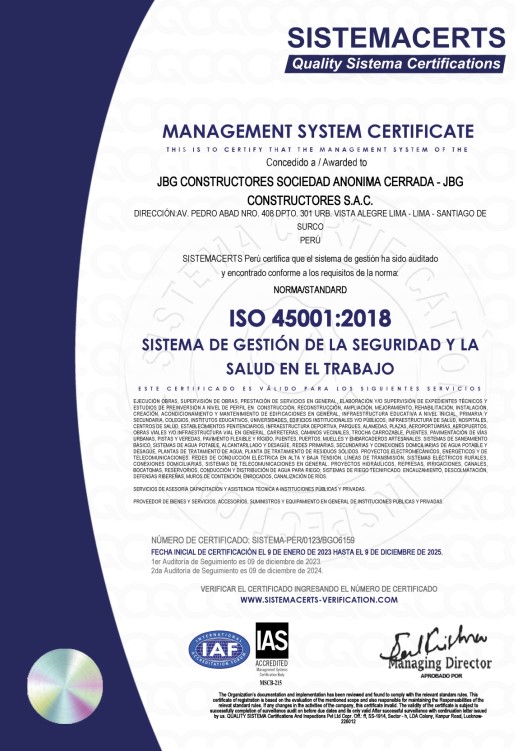 SISTEMACERTS
Quality Sistema Certifications
MANAGEMENT SYSTEM CERTIFICATE
THIS IS TO CERTIFY THAT THE MANAGEMENT SYSTEM OF THE
Concedido a / Awarded to
JBG CONSTRUCTORES SOCIEDAD ANONIMA CERRADA - JBG
CONSTRUCTORES S.A.C.
DIRECCIÓN:AV. PEDRO ABAD NRO. 408 DPTO. 301 URB. VISTA ALEGRE LIMA - LIMA - SANTIAGO DE
SURCO
PERÚ
SISTEMACERTS Perú certifica que el sistema de gestión ha sido auditado
y encontrado conforme a los requisitos de la norma:
NORMA/STANDARD
ISO 45001:2018
SISTEMA DE GESTIÓN DE LA SEGURIDAD Y LA
SALUD EN EL TRABAJO
ESTE CERTIFICADO ES VÁLIDO PARA LOS SIGUIENTES SERVICIOS
EJECUCIÓN OBRAS, SUPERVISIÓN DE OBRAS, PRESTACIÓN DE SERVICIOS EN GENERAL, ELABORACIÓN Y/O SUPERVISIÓN DE EXPEDIENTES TÉCNICOS Y
ESTUDIOS DE PREINVERSIÓN A NIVEL DE PERFIL EN CONSTRUCCIÓN, RECONSTRUCCIÓN, AMPLIACIÓN, MEJORAMIENTO, REHABILITACIÓN, INSTALACIÓN,
CREACIÓN, ACONDICIONAMIENTO Y MANTENIMIENTO DE EDIFICACIONES EN GENERAL, INFRAESTRUCTURA EDUCATIVA A NIVEL INICIAL, PRIMARIA Y
SECUNDARIA, COLEGIOS, INSTITUTOS EDUCATIVOS, UNIVERSIDADES, EDIFICIOS INSTITUCIONALES Y/O PÚBLICOS, INFRAESTRUCTURA DE SALUD, HOSPITALES,
CENTROS DE SALUD, ESTABLECIMIENTOS PENITENCIARIOS, INFRAESTRUCTURA DEPORTIVA, PARQUES, ALAMEDAS, PLAZAS, AEROPORTUARIAS, AEROPUERTOS,
OBRAS VIALES Y/O INFRAESTRUCTURA VIAL EN GENERAL, CARRETERAS, CAMINOS VECINALES, TROCHA CARROZABLE, PUENTES, PAVIMENTACIÓN DE VÍAS
URBANAS, PISTAS Y VEREDAS, PAVIMENTO FLEXIBLE Y RÍGIDO, PUENTES, PUERTOS, MUELLES Y EMBARCADEROS ARTESANALES. SISTEMAS DE SANEAMIENTO
BÁSICO, SISTEMAS DE AGUA POTABLE, ALCANTARILLADO Y DESAGÜE, REDES PRIMARIAS, SECUNDARIAS Y CONEXIONES DOMICILIARIAS DE AGUA POTABLE Y
DESAGÜE, PLANTAS DE TRATAMIENTO DE AGUA, PLANTA DE TRATAMIENTO DE RESIDUOS SÓLIDOS. PROYECTOS ELECTROMECÁNICOS, ENERGÉTICOS Y DE
TELECOMUNICACIONES: REDES DE CONDUCCIÓN ELÉCTRICA EN ALTA Y BAJA TENSIÓN, LÍNEAS DE TRANSMISIÓN, SISTEMAS ELÉCTRICOS RURALES,
CONEXIONES DOMICILIARIAS, SISTEMAS DE TELECOMUNICACIONES EN GENERAL. PROYECTOS HIDRÁULICOS, REPRESAS, IRRIGACIONES, CANALES,
BOCATOMAS, RESERVORIOS, CONDUCCIÓN Y DISTRIBUCIÓN DE AGUA PARA RIEGO, SISTEMAS DE RIEGO TECNIFICADO. ENCAUZAMIENTO, DESCOLMATACIÓN,
DEFENSAS RIBEREÑAS, MUROS DE CONTENCIÓN, ENROCADOS, CANALIZACIÓN DE RÍOS.
SERVICIOS DE ASESORÍA CAPACITACIÓN Y ASISTENCIA TÉCNICA A INSTITUCIONES PÚBLICAS Y PRIVADAS.
PROVEEDOR DE BIENES Y SERVICIOS, ACCESORIOS, SUMINISTROS Y EQUIPAMIENTO EN GENERAL DE INSTITUCIONES PÚBLICAS Y PRIVADAS.
NÚMERO DE CERTIFICADO: SISTEMA-PER/0123/BGO6159
FECHA INICIAL DE CERTIFICACIÓN EL 9 DE ENERO DE 2023 HASTA EL 9 DE DICIEMBRE DE 2025.
1er Auditoría de Seguimiento es 09 de diciembre de 2023.
2da Auditoría de Seguimiento es 09 de diciembre de 2024.
VERIFICAR EL CERTIFICADO INGRESANDO EL NÚMERO DE CERTIFICADO
WWW.SISTEMACERTS-VERIFICATION.COM
INTERNATIONAL
IAF
ACCREDITATION FORUM
IAS
ACCREDITED
Management Systems
Certification Body
MSCB-215
Managing Director
APROBADO POR
The Organization's documentation and implementation has been reviewed and found to comply with the relevant standars rules. This
certificate of registration is based on the evaluation of the mentioned scope and also responsible for maintaining the Responsabilities of the
relevant standard rules. If any changes in the activities of the company, this certificate invalid. The validity of the certificate is subject to
successfully completion of surveillance audit on before due dates and its only valid After successful surveillance with continuation letter issued
by us. QUALITY SISTEMA Certifications And Inspections Pvt Ltd Copr. Off.: ff, SS-1914, Sector - h, LDA Colony, Kanpur Road, Lucknow-
226012